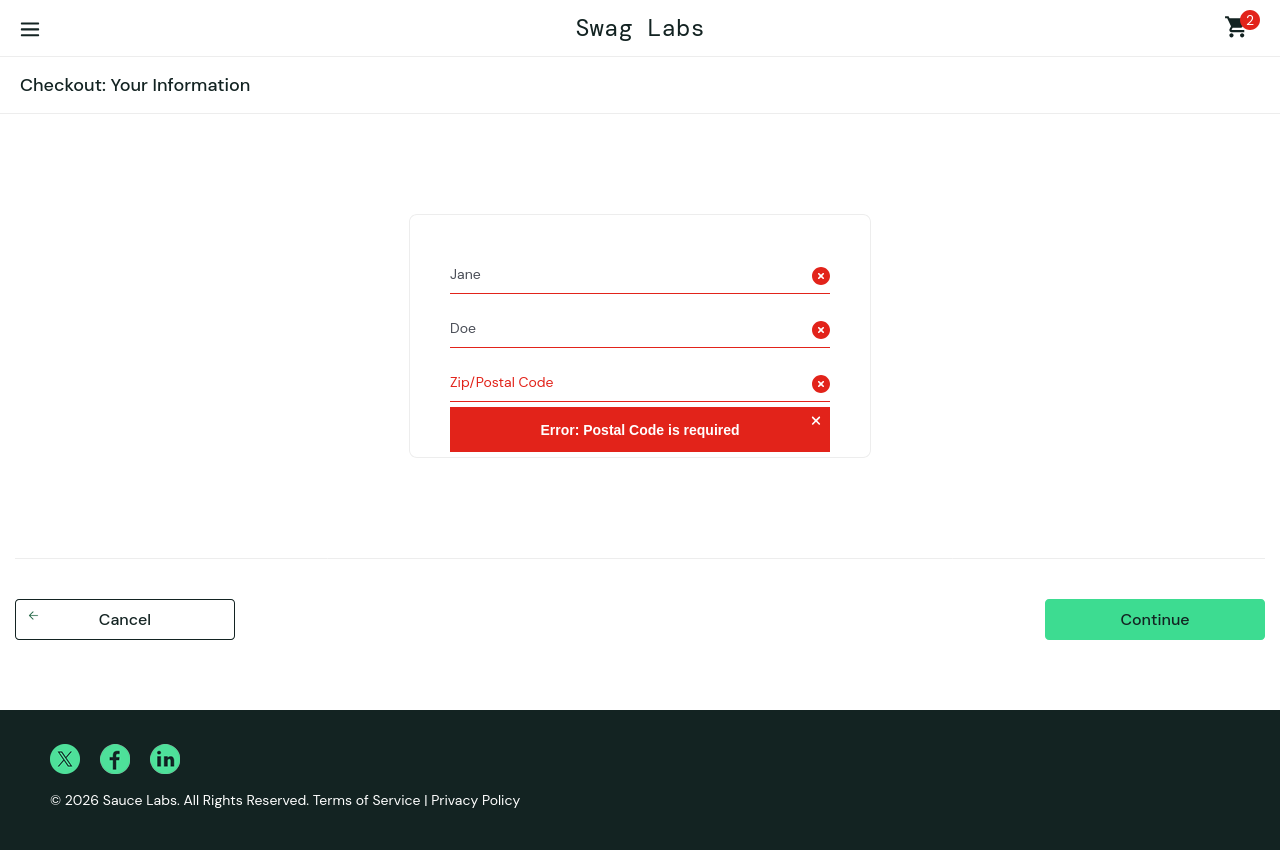 Swag Labs
2
Checkout: Your Information
Jane
Doe
Zip/Postal Code
Error: Postal Code is required
Cancel
Continue
© 2026 Sauce Labs. All Rights Reserved. Terms of Service | Privacy Policy